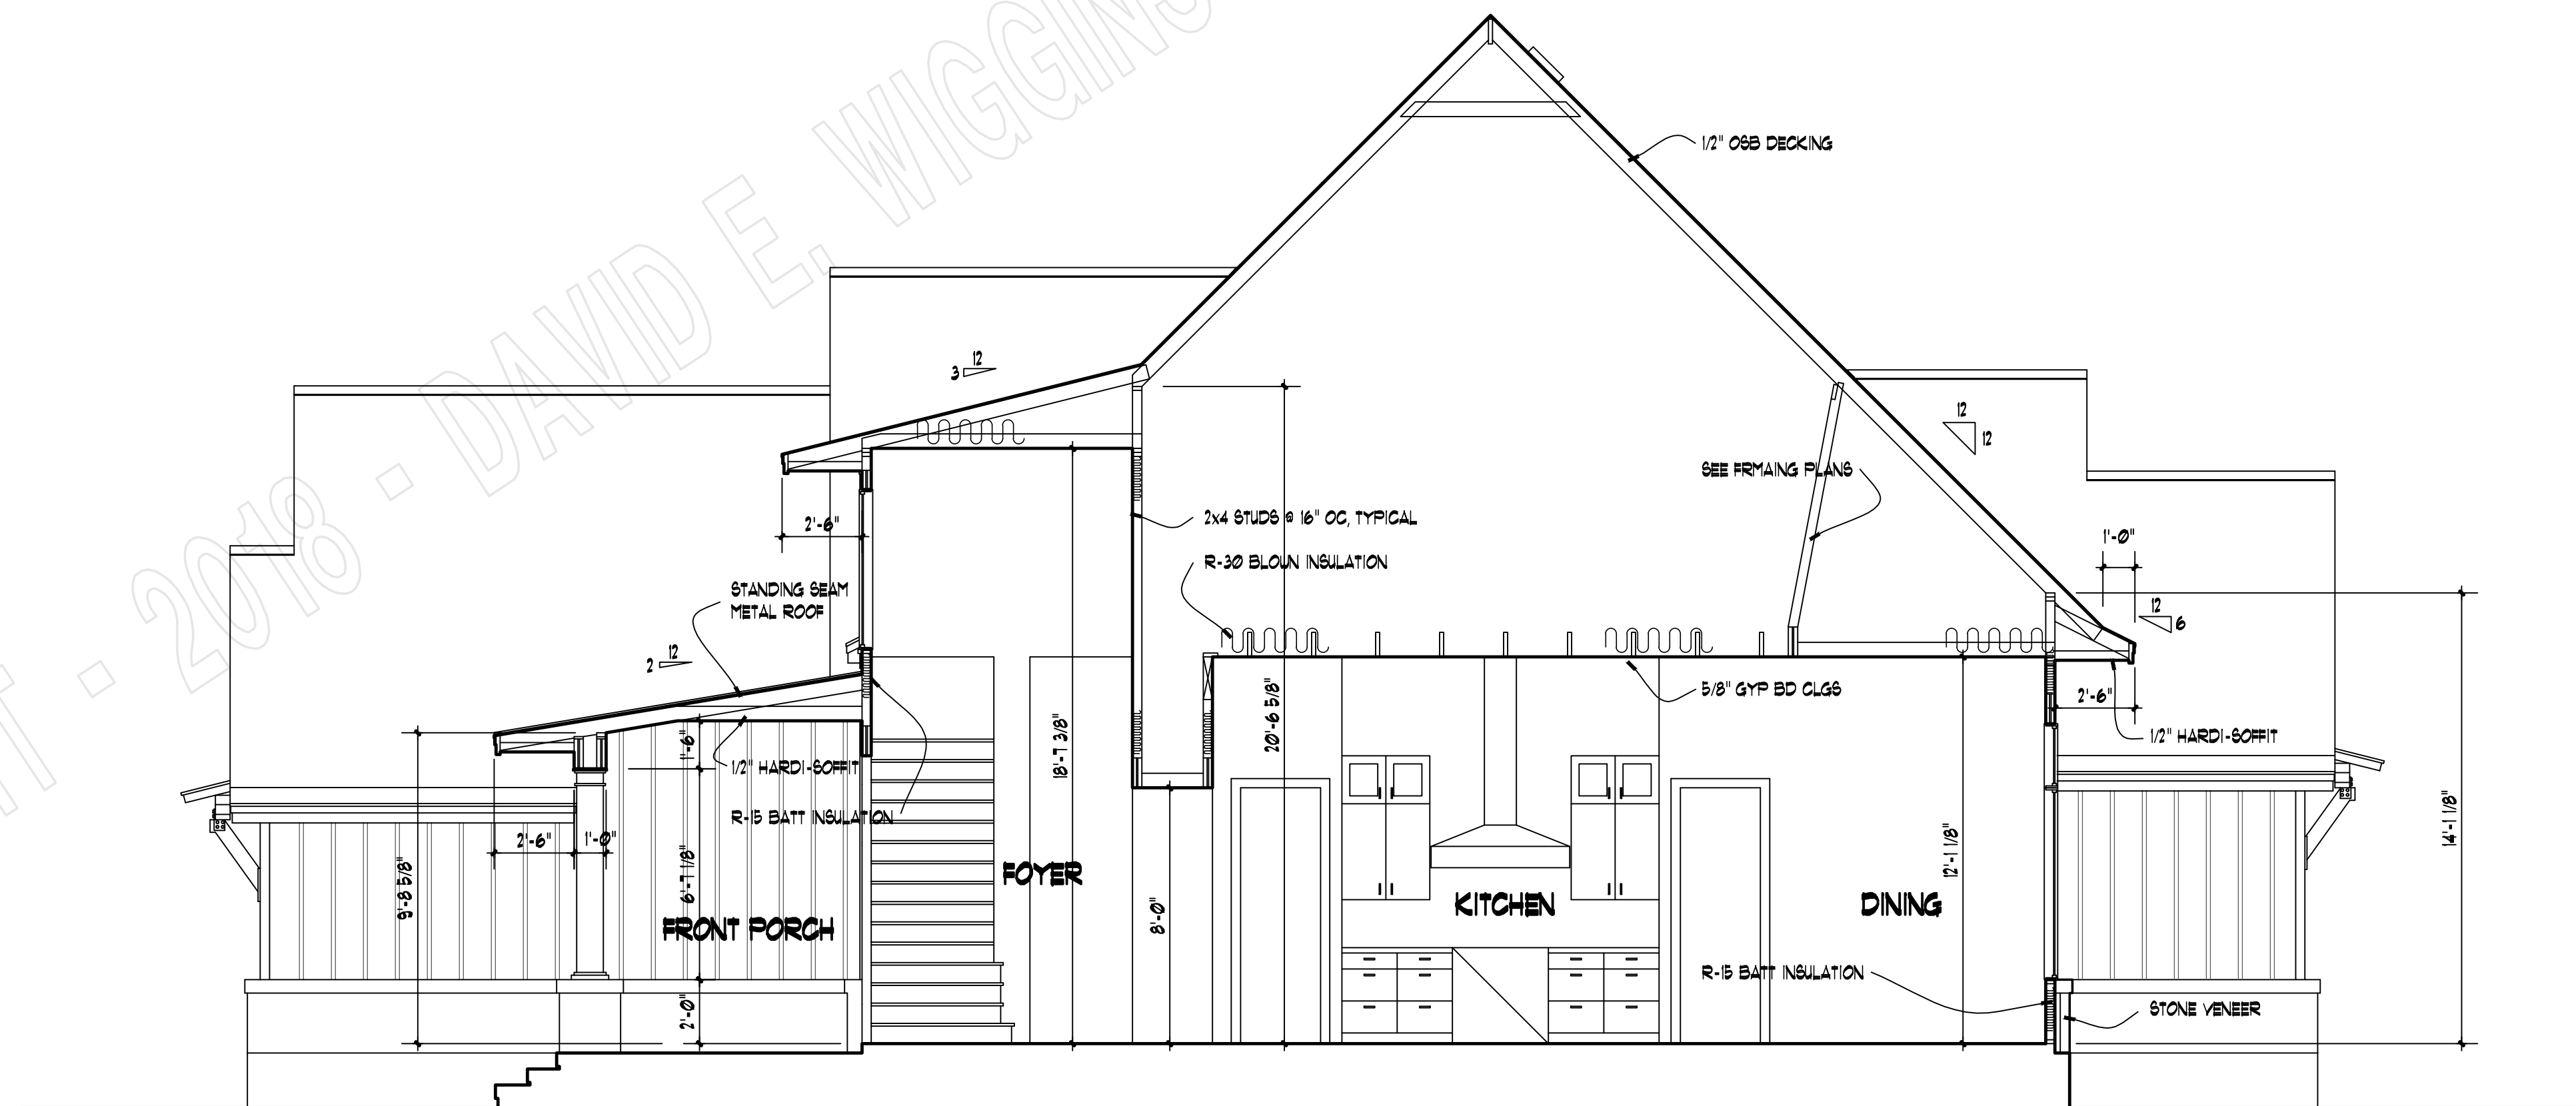 T - 2018 - DAVID E. WIGGINS
1/2" OSB DECKING
12
3
12
12
SEE FRMAING PLANS
2x4 STUDS @ 16" OC, TYPICAL
2'-6"
1'-0"
R-30 BLOWN INSULATION
STANDING SEAM
METAL ROOF
12
6
12
2
5/8" GYP BD CLGS
2'-6"
20'-6 5/8"
18'-7 3/8"
1'-6"
1/2" HARDI-SOFFIT
1/2" HARDI-SOFFIT
R-15 BATT INSULATION
2'-6"
1'-0"
14'-1 1/8"
12'-1 1/8"
9'-8 5/8"
6'-7 1/8"
FOYER
KITCHEN
DINING
8'-0"
FRONT PORCH
R-15 BATT INSULATION
2'-0"
STONE VENEER